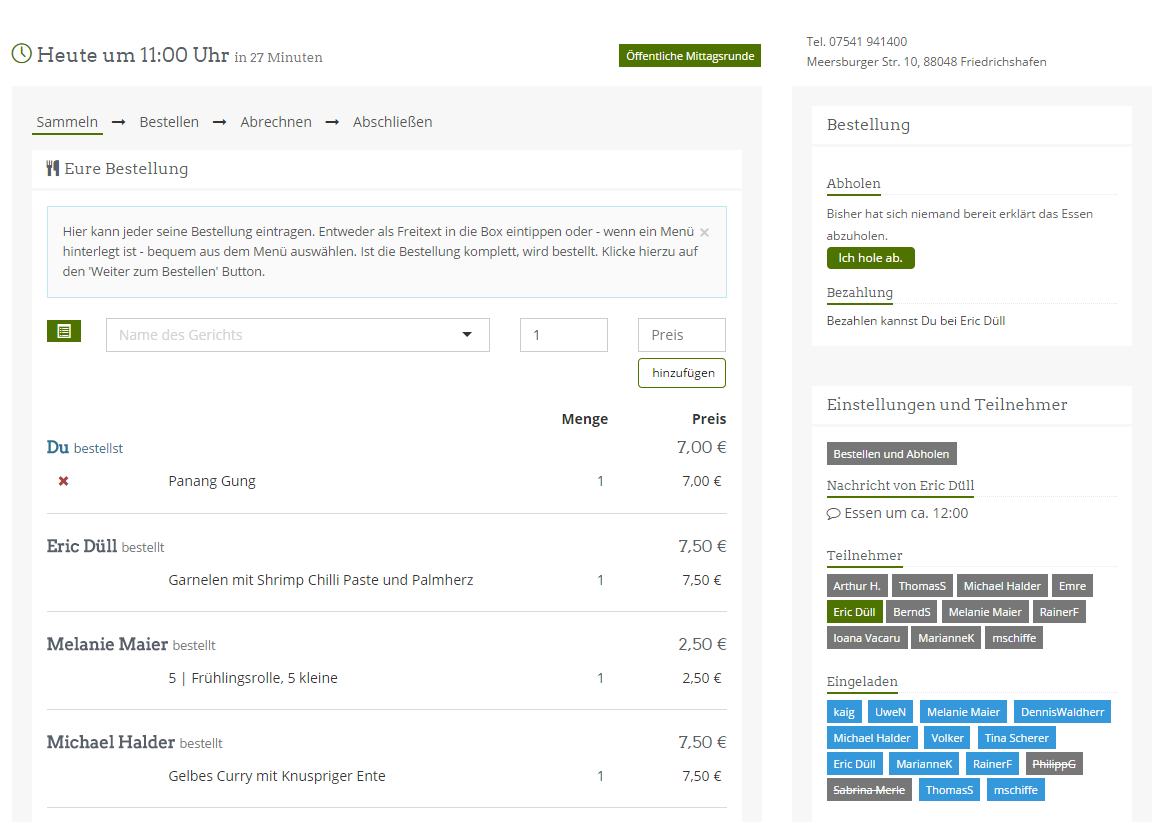 Heute um 11:00 Uhr in 27 Minuten
Öffentliche Mittagsrunde
Tel. 07541 941400
Meersburger Str. 10, 88048 Friedrichshafen
Sammeln → Bestellen → Abrechnen → Abschließen
Eure Bestellung
Hier kann jeder seine Bestellung eintragen. Entweder als Freitext in die Box eintippen oder - wenn ein Menü ×
hinterlegt ist - bequem aus dem Menü auswählen. Ist die Bestellung komplett, wird bestellt. Klicke hierzu auf
den 'Weiter zum Bestellen' Button.
Name des Gerichts 1 Preis
hinzufügen
Menge Preis
Du bestellst 7,00 €
Panang Gung 1 7,00 €
Eric Düll bestellt 7,50 €
Garnelen mit Shrimp Chilli Paste und Palmherz 1 7,50 €
Melanie Maier bestellt 2,50 €
5 | Frühlingsrolle, 5 kleine 1 2,50 €
Michael Halder bestellt 7,50 €
Gelbes Curry mit Knuspriger Ente 1 7,50 €
Bestellung
Abholen
Bisher hat sich niemand bereit erklärt das Essen
abzuholen.
Ich hole ab.
Bezahlung
Bezahlen kannst Du bei Eric Düll
Einstellungen und Teilnehmer
Bestellen und Abholen
Nachricht von Eric Düll
Essen um ca. 12:00
Teilnehmer
Arthur H. ThomasS Michael Halder Emre
Eric Düll BerndS Melanie Maier RainerF
Ioana Vacaru MarianneK mschiffe
Eingeladen
kaig UweN Melanie Maier DennisWaldherr
Michael Halder Volker Tina Scherer
Eric Düll MarianneK RainerF PhilippG
Sabrina Merle ThomasS mschiffe